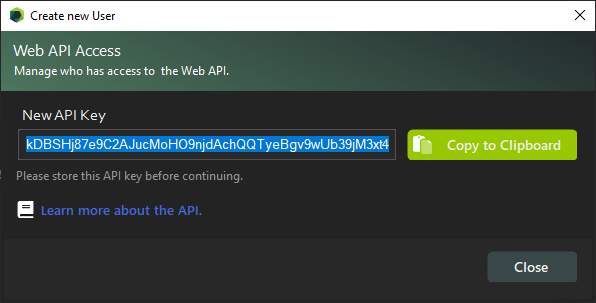 Create new User
Web API Access
Manage who has access to the Web API.
New API Key
kDBSHj87e9C2AJucMoHO9njdAchQQTyeBgv9wUb39jM3xt4
Copy to Clipboard
Please store this API key before continuing.
Learn more about the API.
Close